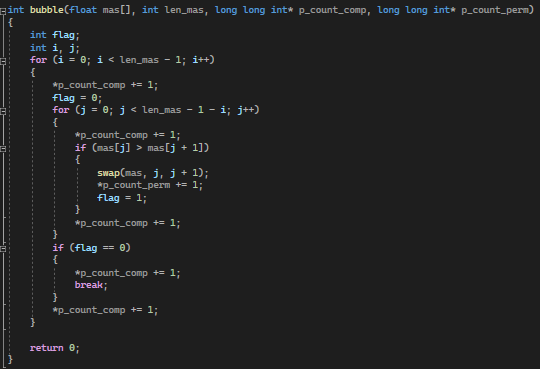 int bubble(float mas[], int len_mas, long long int* p_count_comp, long long int* p_count_perm)
{
    int flag;
    int i, j;
    for (i = 0; i < len_mas - 1; i++)
    {
        *p_count_comp += 1;
        flag = 0;
        for (j = 0; j < len_mas - 1 - i; j++)
        {
            *p_count_comp += 1;
            if (mas[j] > mas[j + 1])
            {
                swap(mas, j, j + 1);
                *p_count_perm += 1;
                flag = 1;
            }
            *p_count_comp += 1;
        }
        if (flag == 0)
        {
            *p_count_comp += 1;
            break;
        }
        *p_count_comp += 1;
    }
    return 0;
}